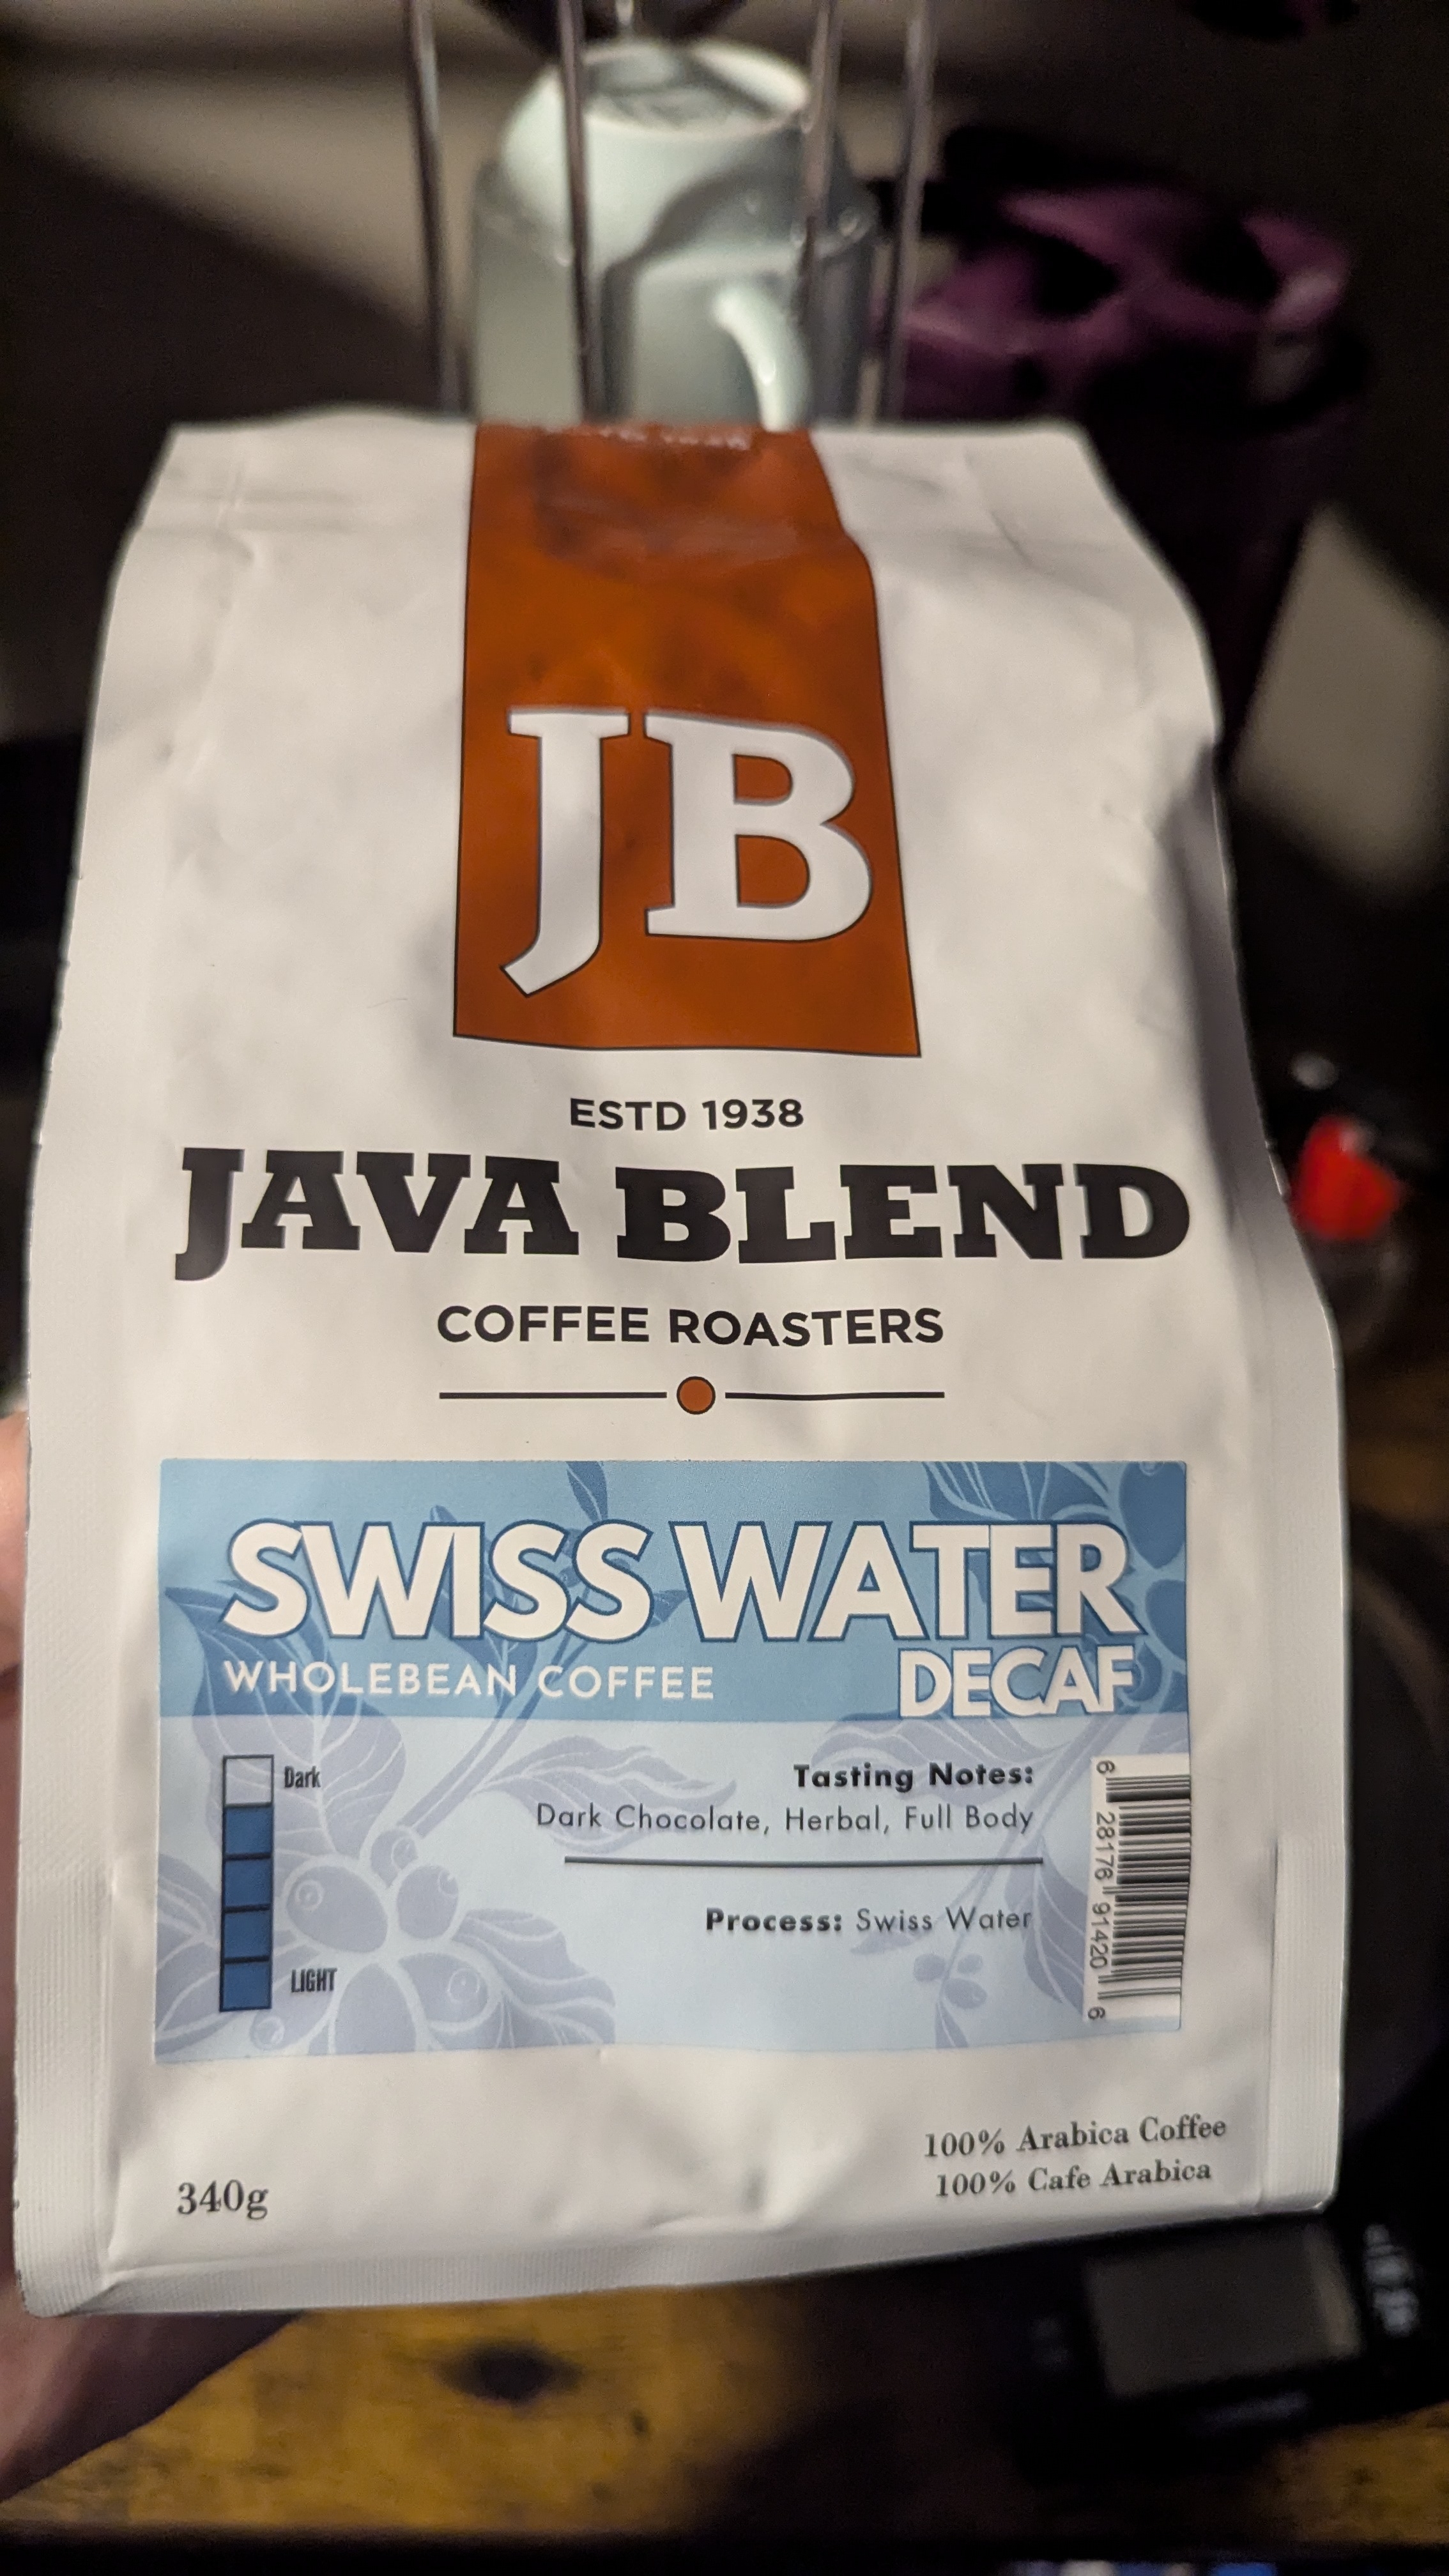 JB
ESTD 1938
JAVA BLEND
COFFEE ROASTERS
SWISS WATER
WHOLEBEAN COFFEE DECAF
Dark
LIGHT
Tasting Notes:
Dark Chocolate, Herbal, Full Body
Process: Swiss Water
6 28176 91420 6
340g
100% Arabica Coffee
100% Cafe Arabica